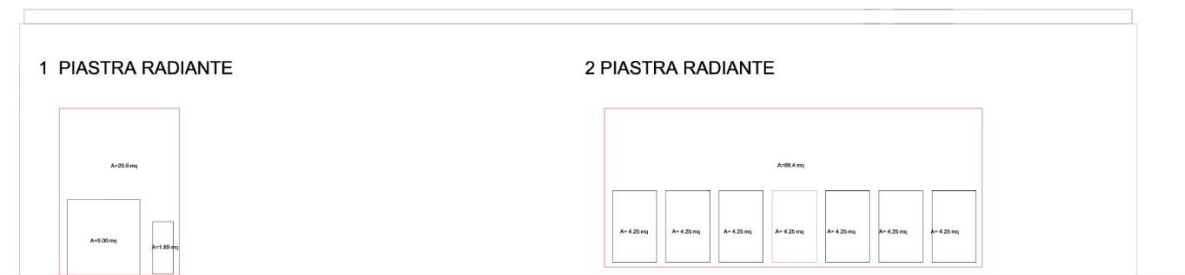 1 PIASTRA RADIANTE
2 PIASTRA RADIANTE
A=29.8 mq
A=88.4 mq
A=9.00 mq
A=1.89 mq
A= 4.25 mq
A= 4.25 mq
A= 4.25 mq
A= 4.25 mq
A= 4.25 mq
A= 4.25 mq
A= 4.25 mq